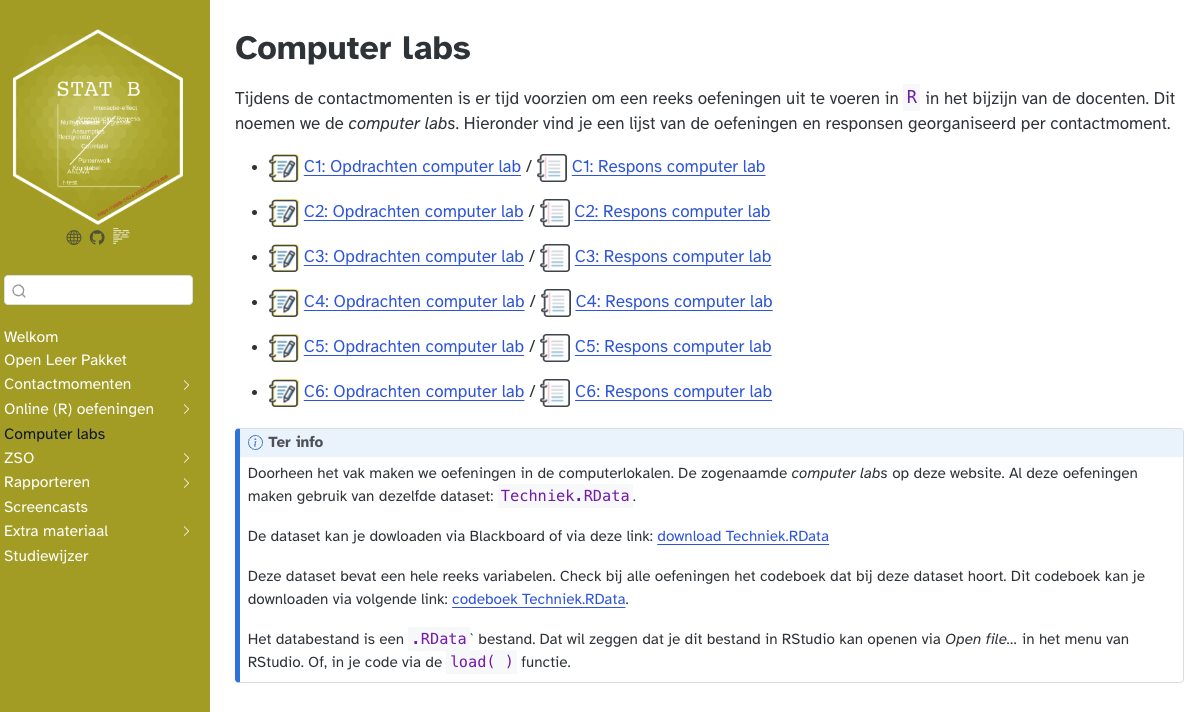 STAT B
Interactie-effect
Assumpties
Correlatie
ANOVA
t-test
Welkom
Open Leer Pakket
Contactmomenten
Online (R) oefeningen
Computer labs
ZSO
Rapporteren
Screencasts
Extra materiaal
Studiewijzer
Computer labs
Tijdens de contactmomenten is er tijd voorzien om een reeks oefeningen uit te voeren in R in het bijzijn van de docenten. Dit
noemen we de computer labs. Hieronder vind je een lijst van de oefeningen en responsen georganiseerd per contactmoment.
• C1: Opdrachten computer lab / C1: Respons computer lab
• C2: Opdrachten computer lab / C2: Respons computer lab
• C3: Opdrachten computer lab / C3: Respons computer lab
• C4: Opdrachten computer lab / C4: Respons computer lab
• C5: Opdrachten computer lab / C5: Respons computer lab
• C6: Opdrachten computer lab / C6: Respons computer lab
Ter info
Doorheen het vak maken we oefeningen in de computerlokalen. De zogenaamde computer labs op deze website. Al deze oefeningen
maken gebruik van dezelfde dataset: Techniek.RData.
De dataset kan je dowloaden via Blackboard of via deze link: download Techniek.RData
Deze dataset bevat een hele reeks variabelen. Check bij alle oefeningen het codeboek dat bij deze dataset hoort. Dit codeboek kan je
downloaden via volgende link: codeboek Techniek.RData.
Het databestand is een .RData` bestand. Dat wil zeggen dat je dit bestand in RStudio kan openen via Open file… in het menu van
RStudio. Of, in je code via de load( ) functie.